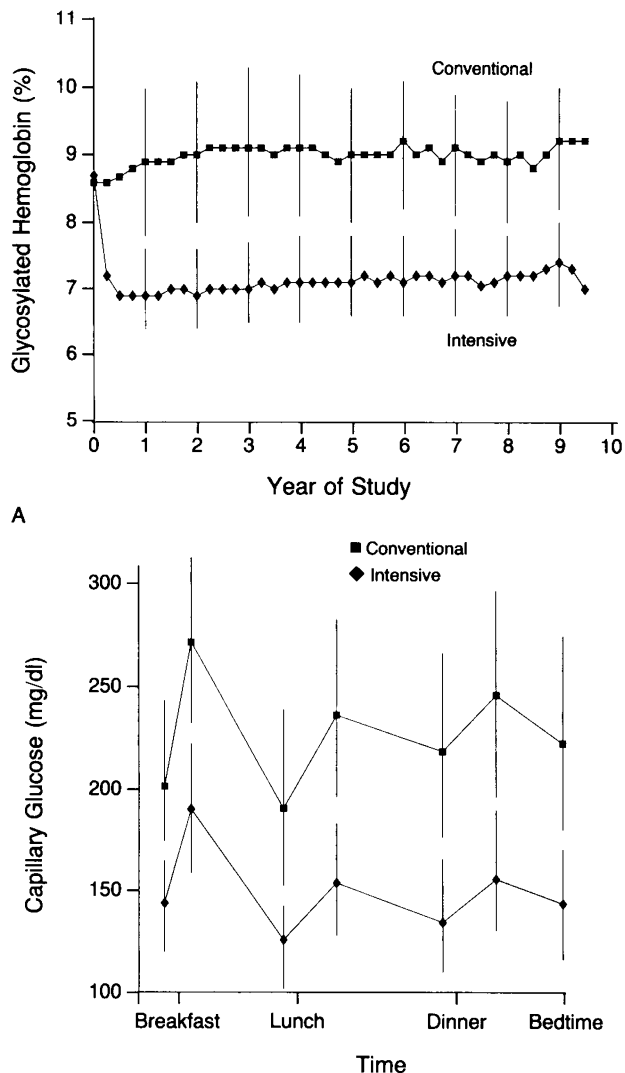 Glycosylated Hemoglobin (%)
11
10
9
8
7
6
5
Conventional
Intensive
0 1 2 3 4 5 6 7 8 9 10
Year of Study
A
Conventional
Intensive
Capillary Glucose (mg/dl)
300
250
200
150
100
Breakfast Lunch Dinner Bedtime
Time